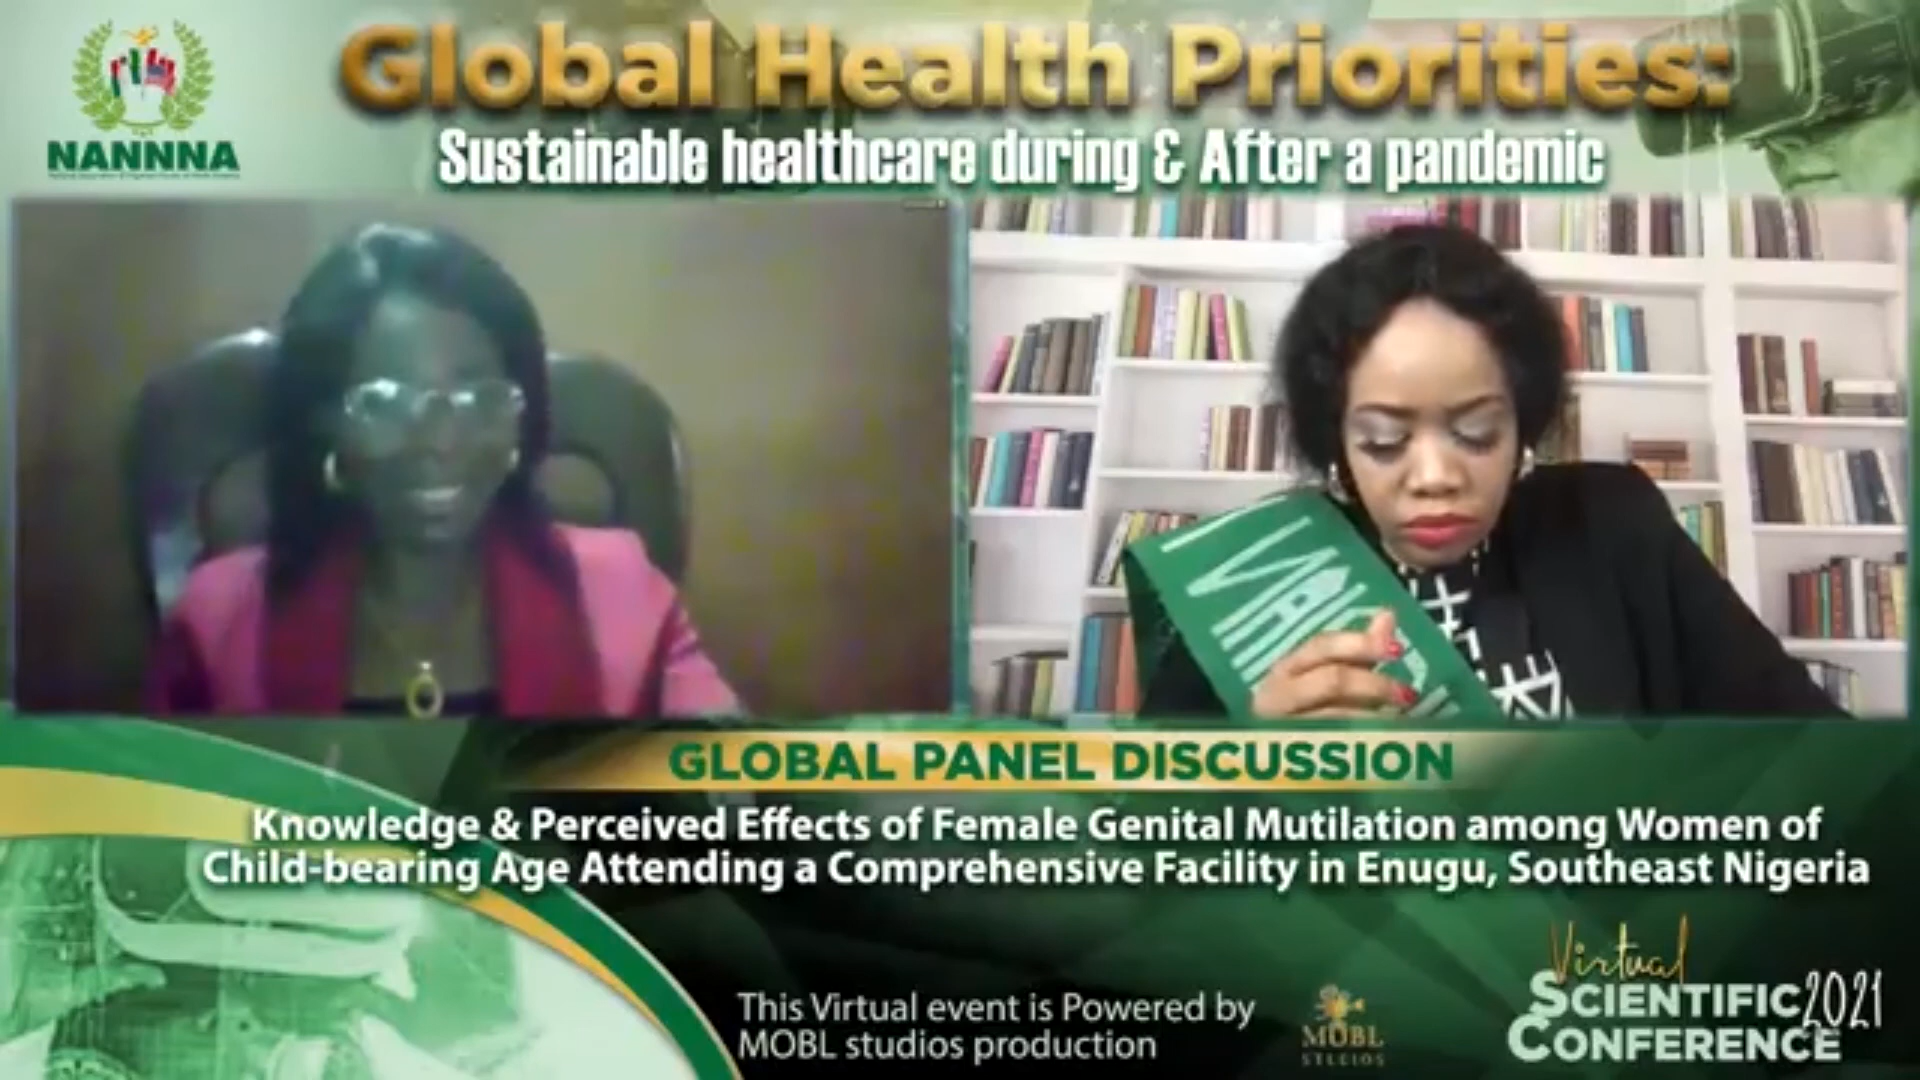 Global Health Priorities:
NANNNA
Sustainable healthcare during & After a pandemic
GLOBAL PANEL DISCUSSION
Knowledge & Perceived Effects of Female Genital Mutilation among Women of
Child-bearing Age Attending a Comprehensive Facility in Enugu, Southeast Nigeria
This Virtual event is Powered by
MOBL studios production
MOBL
Virtual
SCIENTIFIC 2021
CONFERENCE